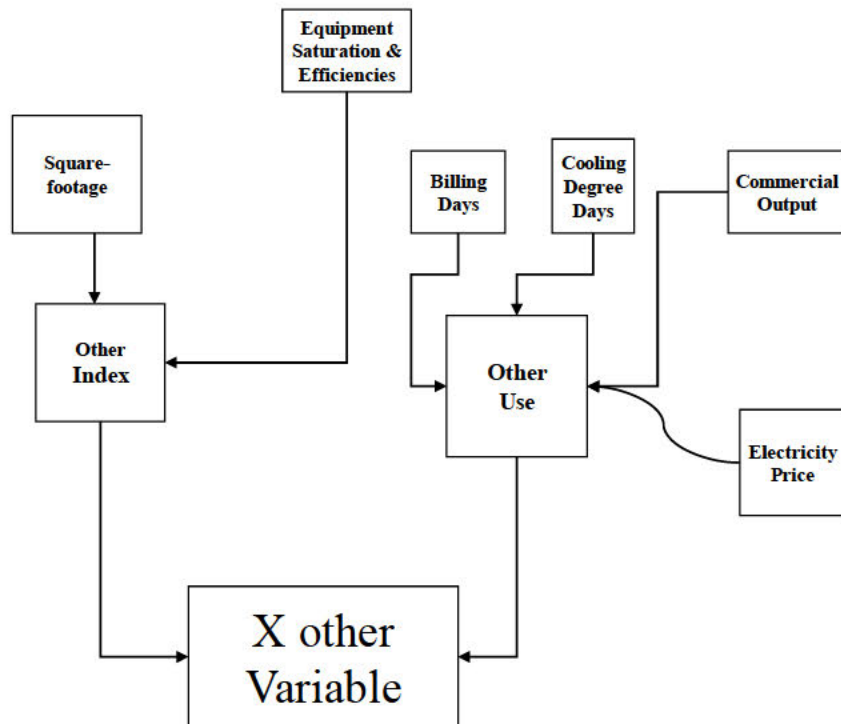 Equipment
Saturation &
Efficiencies
Square-
footage
Billing
Days
Cooling
Degree
Days
Commercial
Output
Other
Index
Other
Use
Electricity
Price
X other
Variable